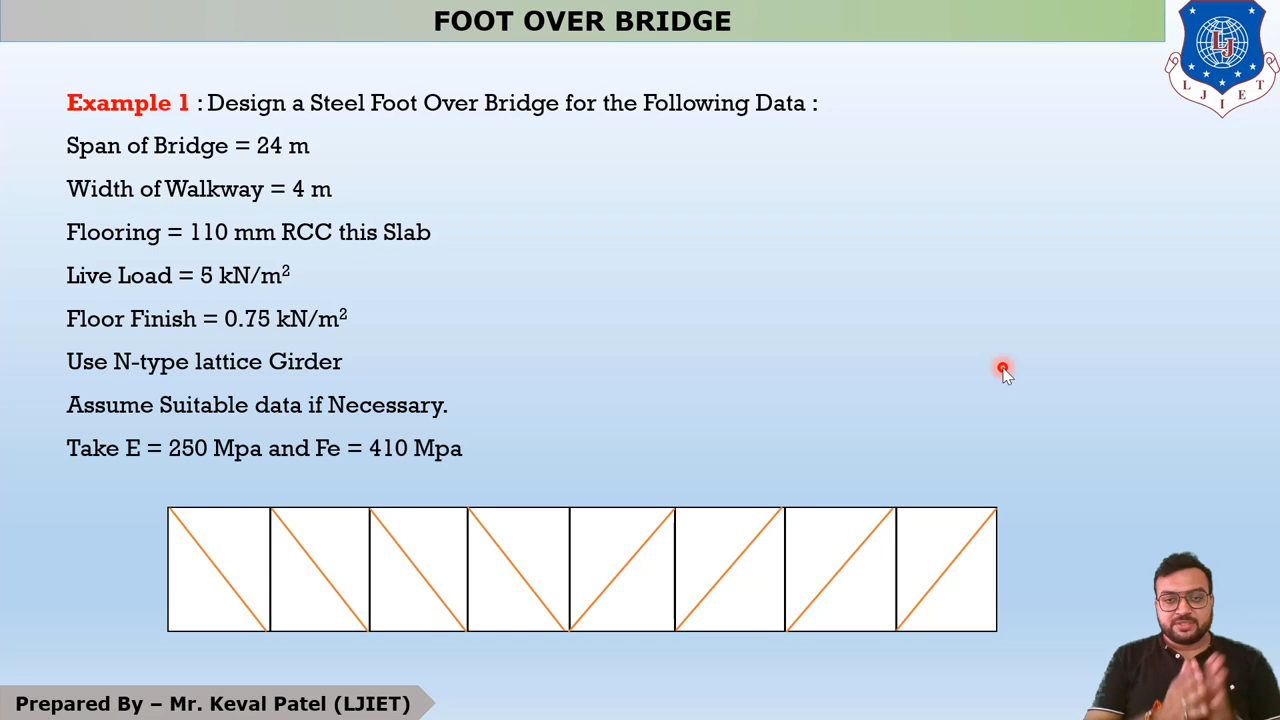 FOOT OVER BRIDGE
LJ
L J I E T
Example 1 : Design a Steel Foot Over Bridge for the Following Data :
Span of Bridge = 24 m
Width of Walkway = 4 m
Flooring = 110 mm RCC this Slab
Live Load = 5 kN/m²
Floor Finish = 0.75 kN/m²
Use N-type lattice Girder
Assume Suitable data if Necessary.
Take E = 250 Mpa and Fe = 410 Mpa
Prepared By – Mr. Keval Patel (LJIET)